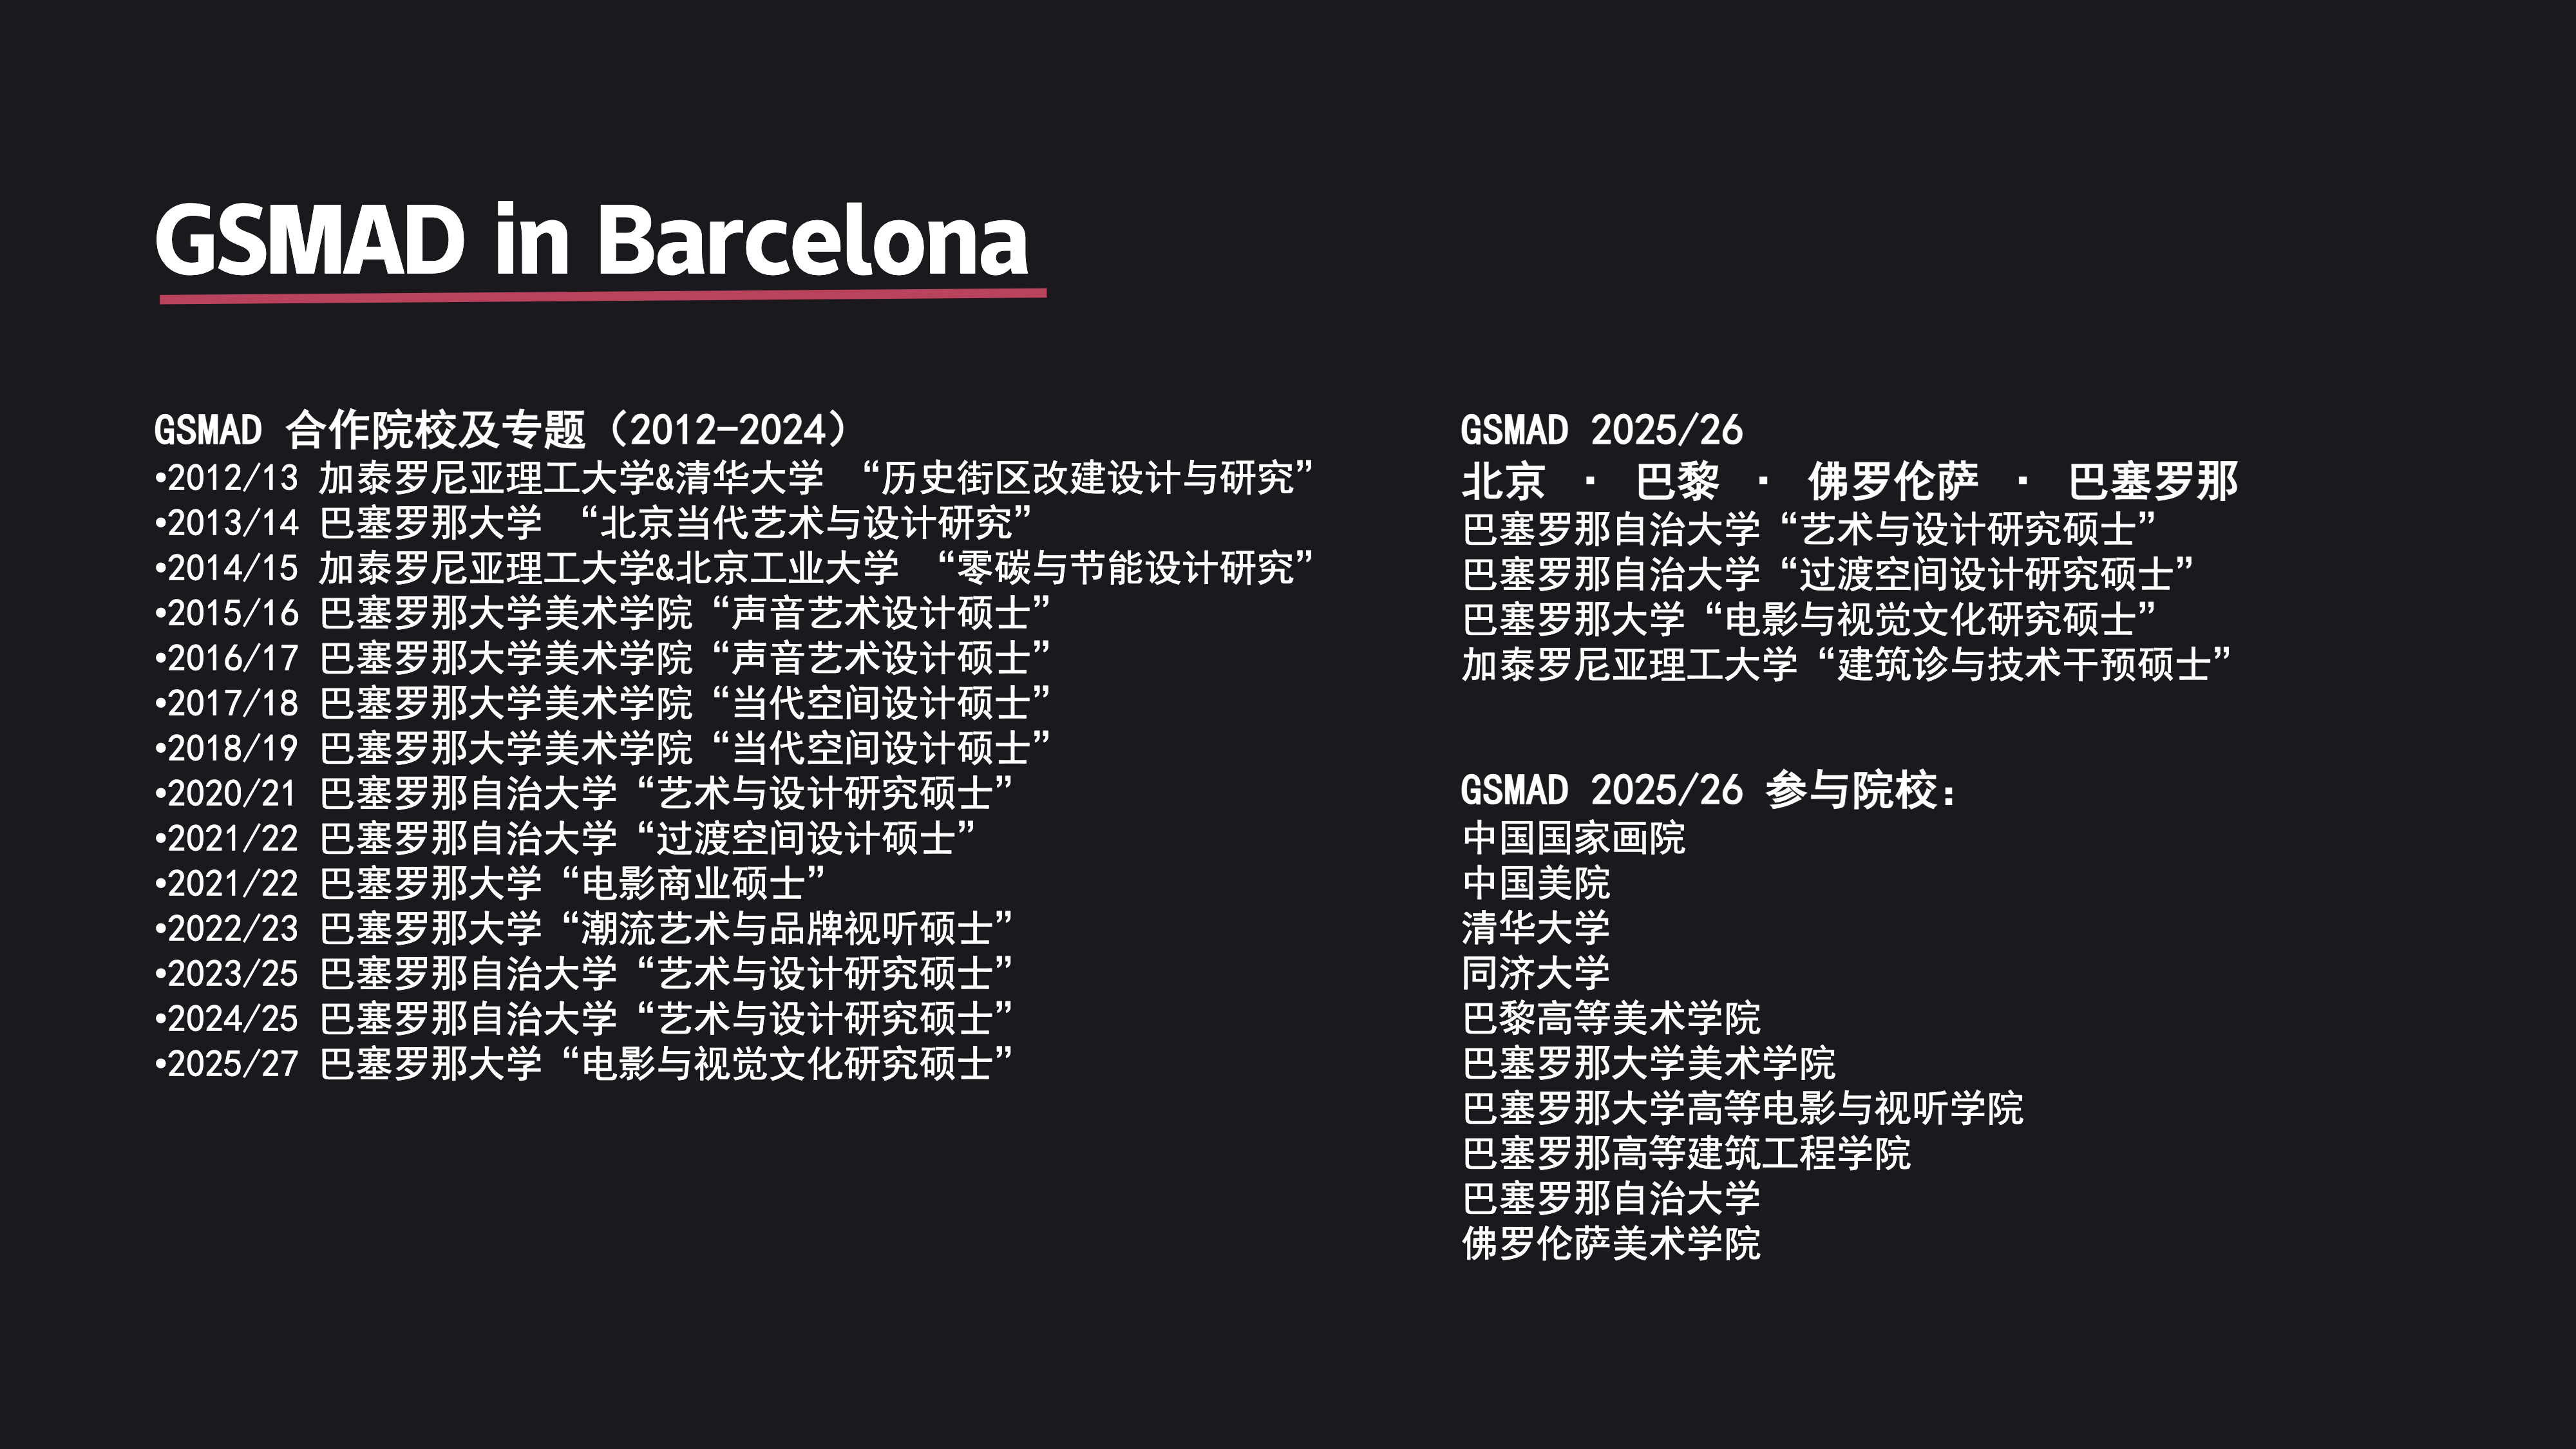 GSMAD in Barcelona
GSMAD 合作院校及专题（2012-2024）
•2012/13 加泰罗尼亚理工大学&清华大学 “历史街区改建设计与研究”
•2013/14 巴塞罗那大学 “北京当代艺术与设计研究”
•2014/15 加泰罗尼亚理工大学&北京工业大学 “零碳与节能设计研究”
•2015/16 巴塞罗那大学美术学院“声音艺术设计硕士”
•2016/17 巴塞罗那大学美术学院“声音艺术设计硕士”
•2017/18 巴塞罗那大学美术学院“当代空间设计硕士”
•2018/19 巴塞罗那大学美术学院“当代空间设计硕士”
•2020/21 巴塞罗那自治大学“艺术与设计研究硕士”
•2021/22 巴塞罗那自治大学“过渡空间设计硕士”
•2021/22 巴塞罗那大学“电影商业硕士”
•2022/23 巴塞罗那大学“潮流艺术与品牌视听硕士”
•2023/25 巴塞罗那自治大学“艺术与设计研究硕士”
•2024/25 巴塞罗那自治大学“艺术与设计研究硕士”
•2025/27 巴塞罗那大学“电影与视觉文化研究硕士”
GSMAD 2025/26
北京 · 巴黎 · 佛罗伦萨 · 巴塞罗那
巴塞罗那自治大学“艺术与设计研究硕士”
巴塞罗那自治大学“过渡空间设计研究硕士”
巴塞罗那大学“电影与视觉文化研究硕士”
加泰罗尼亚理工大学“建筑诊与技术干预硕士”
GSMAD 2025/26 参与院校：
中国国家画院
中国美院
清华大学
同济大学
巴黎高等美术学院
巴塞罗那大学美术学院
巴塞罗那大学高等电影与视听学院
巴塞罗那高等建筑工程学院
巴塞罗那自治大学
佛罗伦萨美术学院